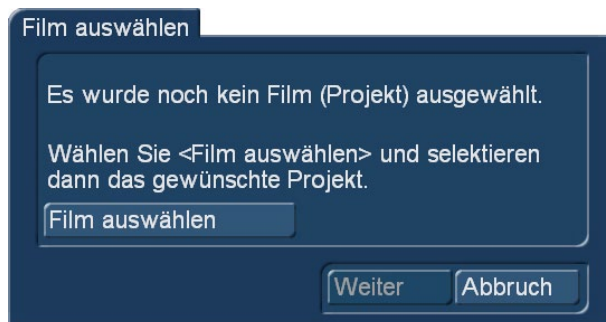 Film auswählen
Es wurde noch kein Film (Projekt) ausgewählt.
Wählen Sie <Film auswählen> und selektieren
dann das gewünschte Projekt.
Film auswählen
Weiter Abbruch